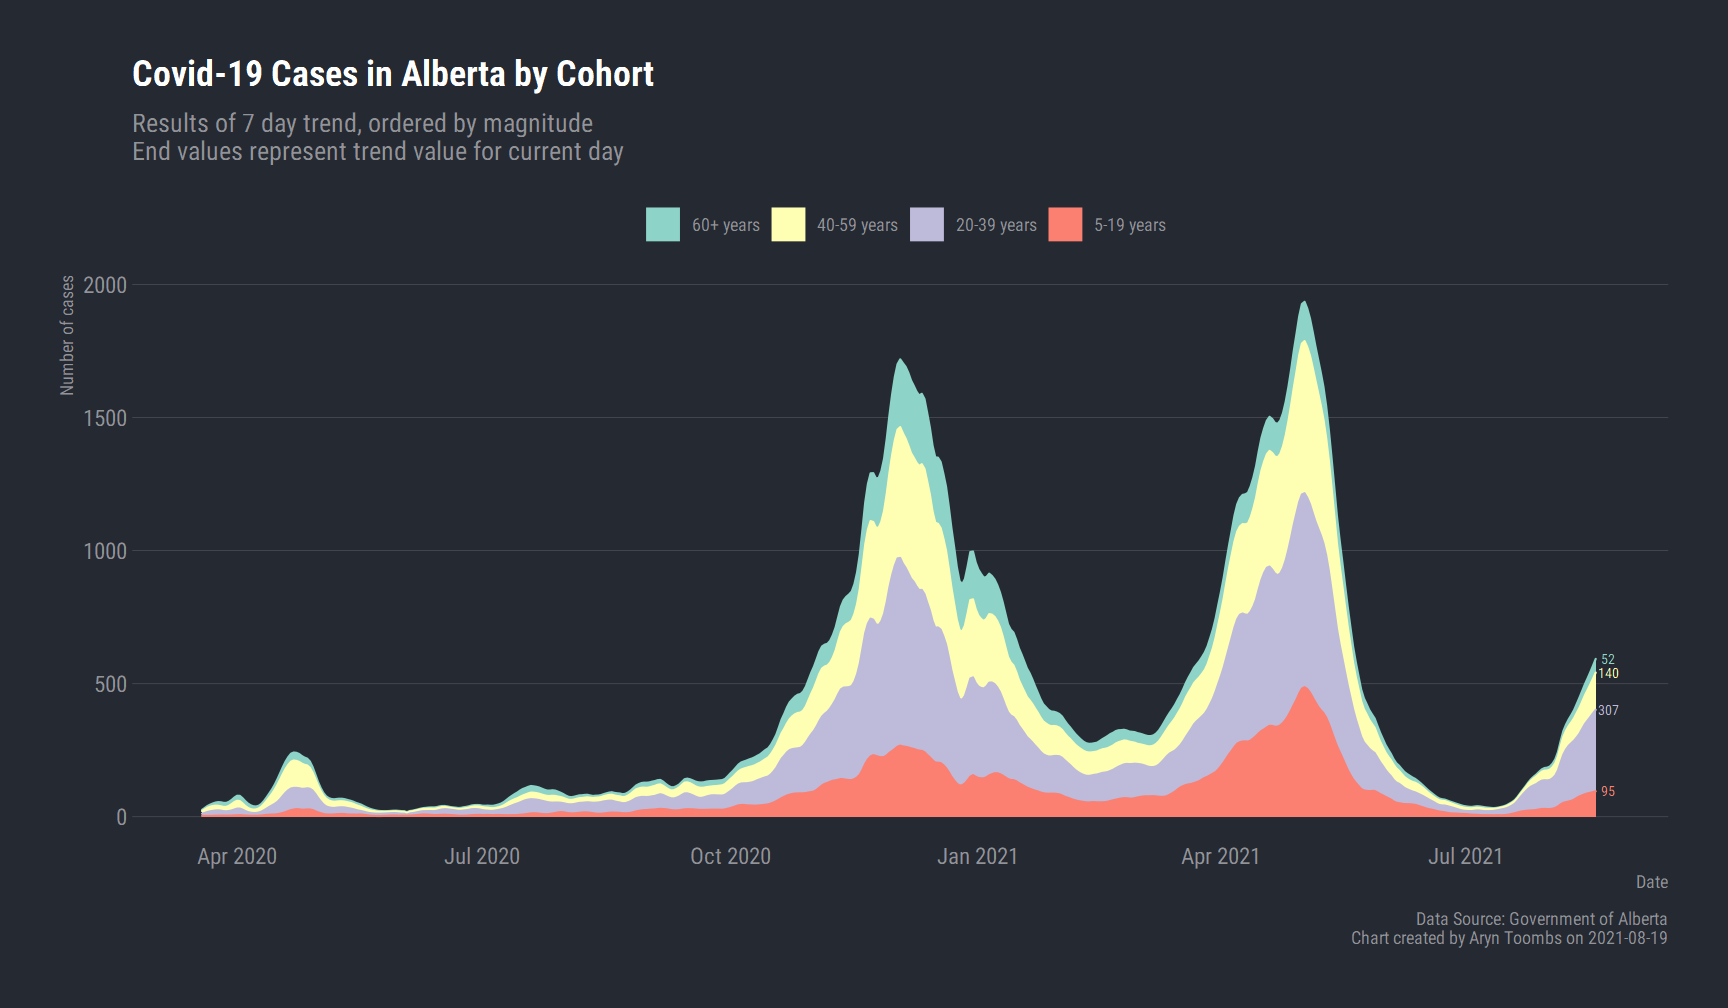 Covid-19 Cases in Alberta by Cohort
Results of 7 day trend, ordered by magnitude
End values represent trend value for current day
60+ years
40-59 years
20-39 years
5-19 years
Number of cases
2000
1500
1000
500
0
52
140
307
95
Apr 2020
Jul 2020
Oct 2020
Jan 2021
Apr 2021
Jul 2021
Date
Data Source: Government of Alberta
Chart created by Aryn Toombs on 2021-08-19